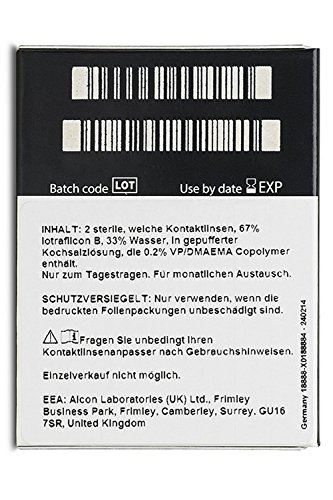 Batch code LOT
Use by date EXP
INHALT: 2 sterile, weiche Kontaktlinsen, 67%
lotrafilcon B, 33% Wasser, in gepufferter
Kochsalzlösung, die 0.2% VP/DMAEMA Copolymer
enthält.
Nur zum Tagestragen. Für monatlichen Austausch.
SCHUTZVERSIEGELT: Nur verwenden, wenn die
bedruckten Folienpackungen unbeschädigt sind.
Fragen Sie unbedingt Ihren
Kontaktlinsenanpasser nach Gebrauchshinweisen.
Einzelverkauf nicht möglich.
EEA: Alcon Laboratories (UK) Ltd., Frimley
Business Park, Frimley, Camberley, Surrey, GU16
7SR, United Kingdom
Germany 18888-X0188884 - 240214